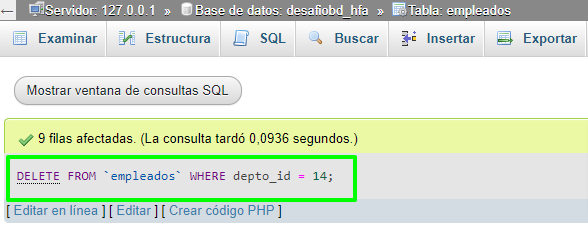 Servidor: 127.0.0.1 » Base de datos: desafiobd_hfa » Tabla: empleados
Examinar Estructura SQL Buscar Insertar Exportar
Mostrar ventana de consultas SQL
9 filas afectadas. (La consulta tardó 0,0936 segundos.)
DELETE FROM `empleados` WHERE depto_id = 14;
[ Editar en línea ] [ Editar ] [ Crear código PHP ]